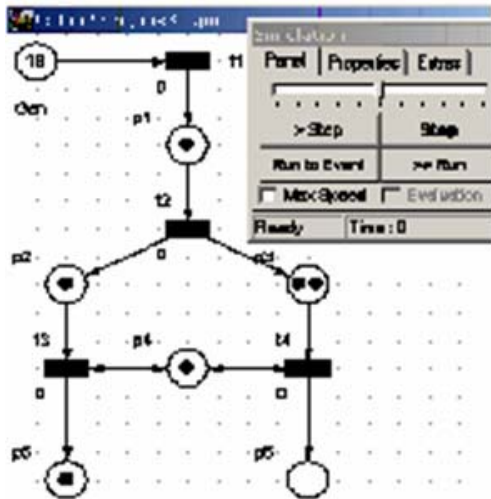 Simulation
Panel Properties Extras
> Step Stop
Run to Event >> Run
Max Speed Evaluation
Ready Time : 0
18
t1
0
Gen
p1
t2
0
p2
p3
t3
p4
t4
0
0
p5